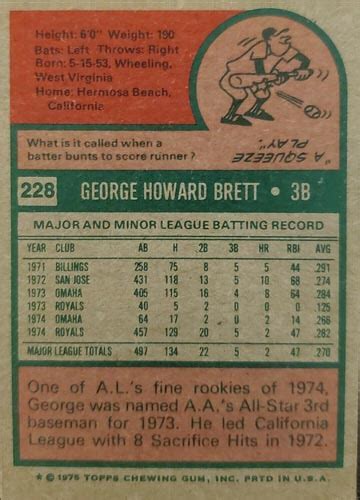 Height: 6'0" Weight: 190
Bats: Left Throws: Right
Born: 5-15-53, Wheeling,
West Virginia
Home: Hermosa Beach,
California
What is it called when a
batter bunts to score runner?
"A SQUEEZE
PLAY"
228 GEORGE HOWARD BRETT • 3B
MAJOR AND MINOR LEAGUE BATTING RECORD
YEAR CLUB AB H 2B 3B HR RBI AVG
1971 BILLINGS 258 75 8 5 5 44 .291
1972 SAN JOSE 431 118 13 5 10 68 .274
1973 OMAHA 405 115 16 4 8 64 .284
1973 ROYALS 40 5 2 0 0 0 .125
1974 OMAHA 64 17 2 0 2 14 .266
1974 ROYALS 457 129 20 5 2 47 .282
MAJOR LEAGUE TOTALS 497 134 22 5 2 47 .270
One of A.L.'s fine rookies of 1974,
George was named A.A.'s All-Star 3rd
baseman for 1973. He led California
League with 8 Sacrifice Hits in 1972.
* © 1975 TOPPS CHEWING GUM, INC. PRTD IN U.S.A.